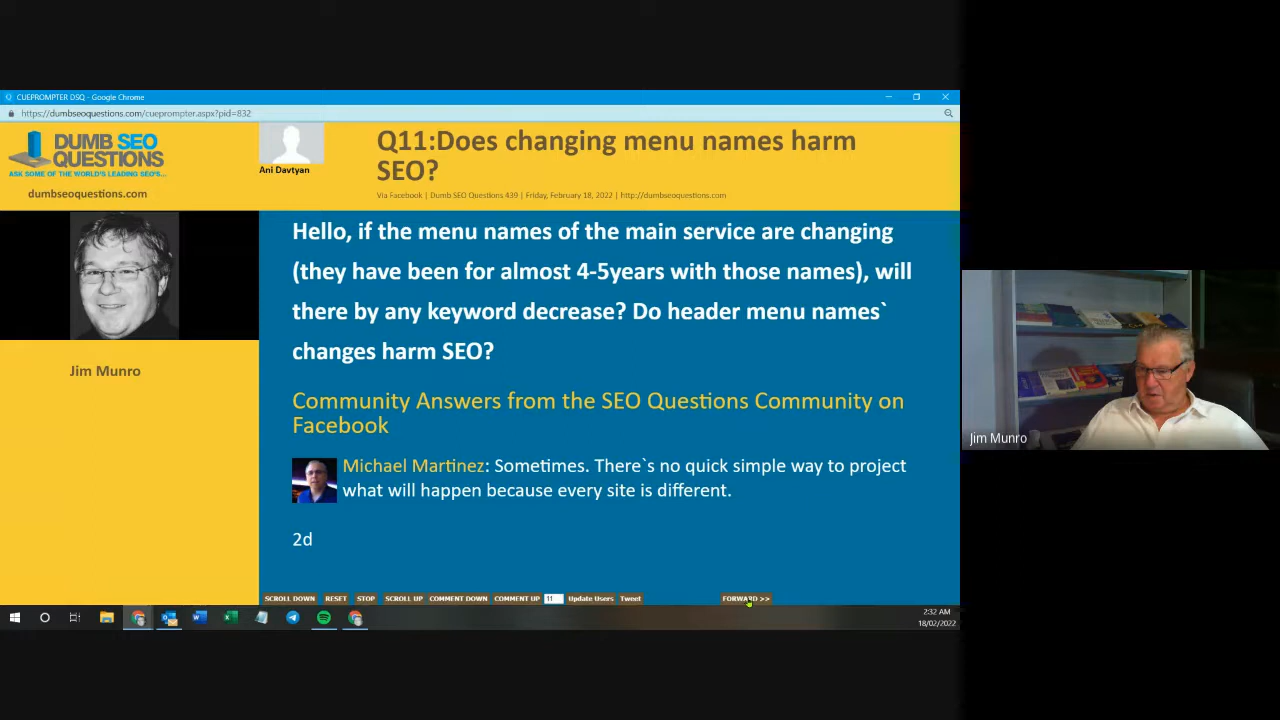 CUEPROMPTER DSQ - Google Chrome
https://dumbseoquestions.com/cueprompter.aspx?pid=832
DUMB SEO
QUESTIONS
ASK SOME OF THE WORLD'S LEADING SEO'S...
dumbseoquestions.com
Ani Davtyan
Q11:Does changing menu names harm
SEO?
Via Facebook | Dumb SEO Questions 439 | Friday, February 18, 2022 | http://dumbseoquestions.com
Jim Munro
Hello, if the menu names of the main service are changing
(they have been for almost 4-5years with those names), will
there by any keyword decrease? Do header menu names`
changes harm SEO?
Community Answers from the SEO Questions Community on
Facebook
Michael Martinez: Sometimes. There`s no quick simple way to project
what will happen because every site is different.
2d
SCROLL DOWN RESET STOP SCROLL UP COMMENT DOWN COMMENT UP 11 Update Users Tweet FORWARD >>
2:32 AM
18/02/2022
Jim Munro